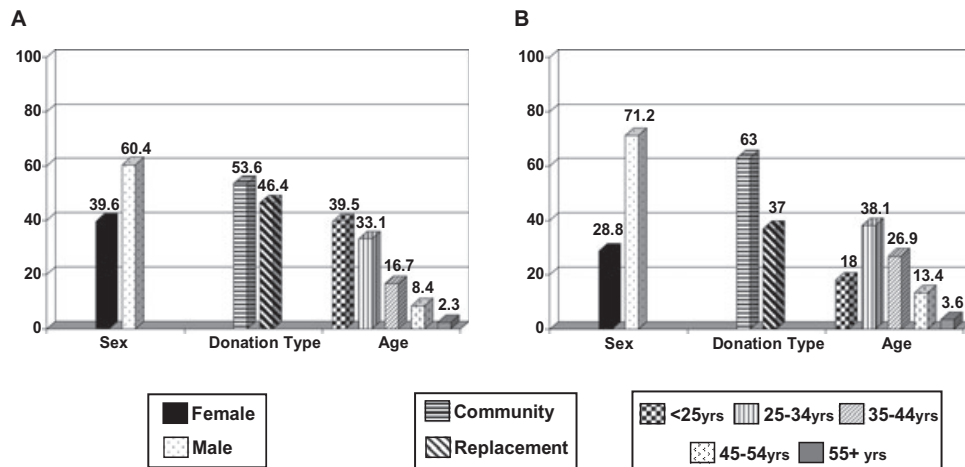 A
100
80
60
40
20
0
39.6
60.4
53.6
46.4
39.5
33.1
16.7
8.4
2.3
Sex
Donation Type
Age
B
100
80
60
40
20
0
28.8
71.2
63
37
18
38.1
26.9
13.4
3.6
Sex
Donation Type
Age
Female
Male
Community
Replacement
<25yrs
25-34yrs
35-44yrs
45-54yrs
55+ yrs